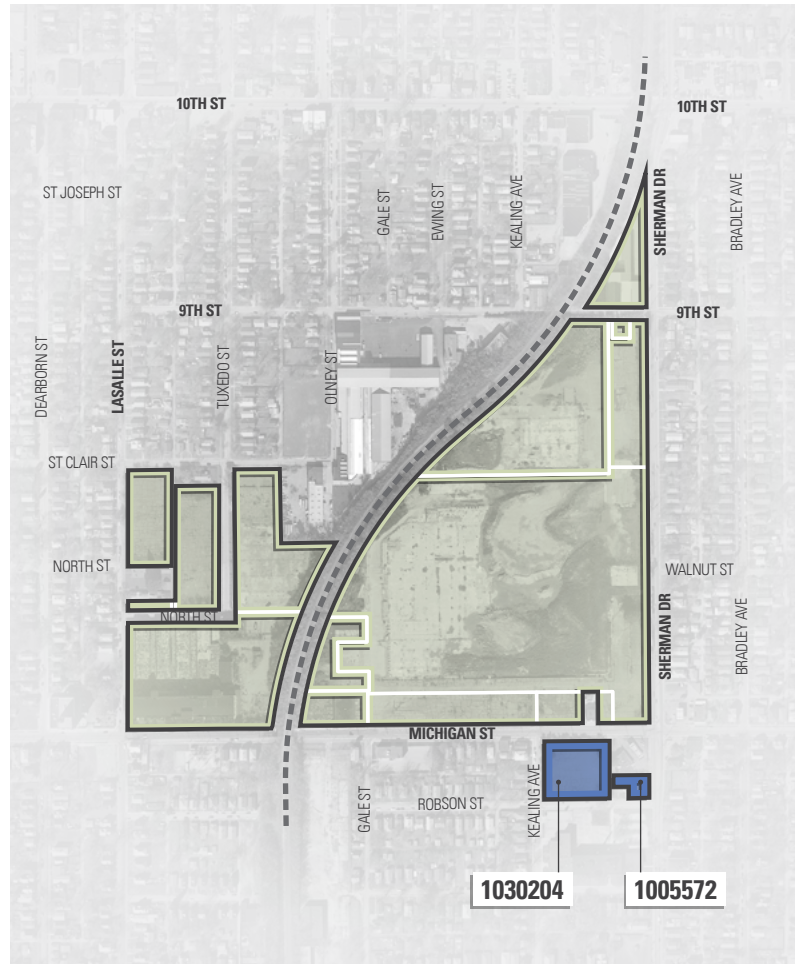 10TH ST
10TH ST
ST JOSEPH ST
GALE ST
EWING ST
KEALING AVE
SHERMAN DR
BRADLEY AVE
9TH ST
9TH ST
DEARBORN ST
LASALLE ST
TUXEDO ST
OLNEY ST
ST CLAIR ST
NORTH ST
WALNUT ST
NORTH ST
SHERMAN DR
BRADLEY AVE
MICHIGAN ST
GALE ST
ROBSON ST
KEALING AVE
1030204
1005572